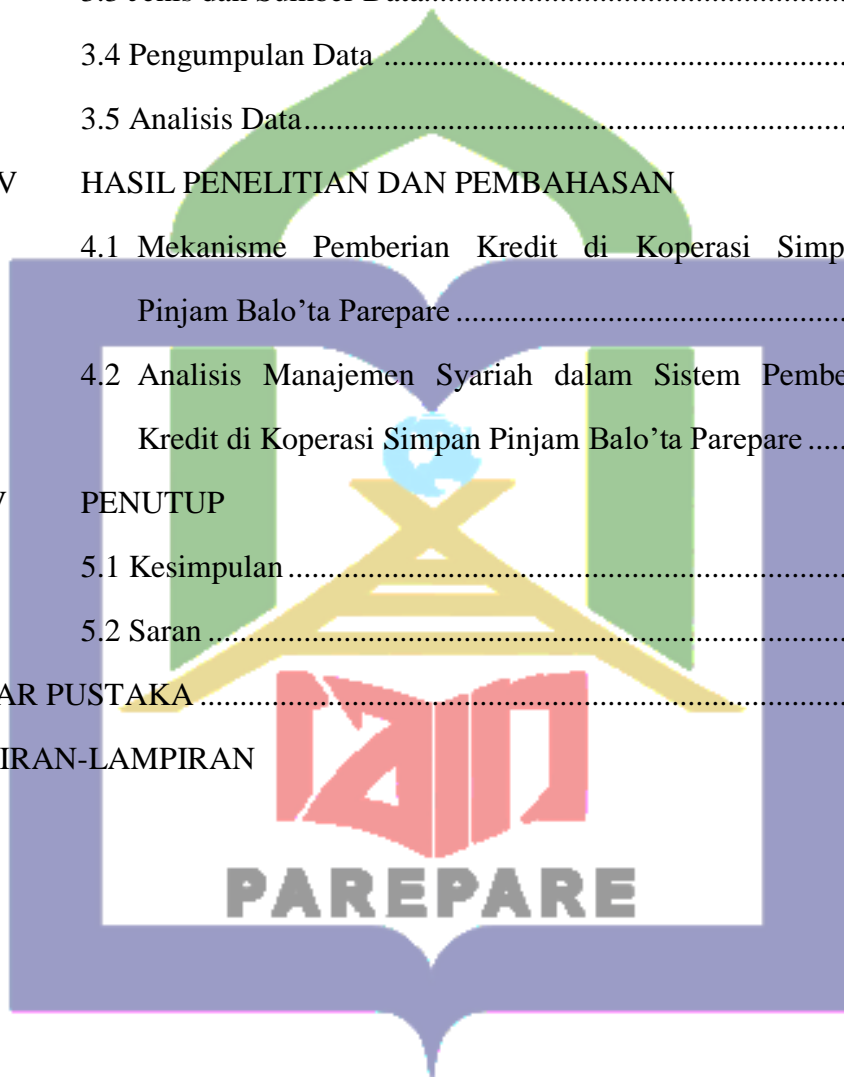 3.4 Pengumpulan Data ........................................................
3.5 Analisis Data....................................................................
V HASIL PENELITIAN DAN PEMBAHASAN
4.1 Mekanisme Pemberian Kredit di Koperasi Simp
Pinjam Balo’ta Parepare ..................................................
4.2 Analisis Manajemen Syariah dalam Sistem Pembe
Kredit di Koperasi Simpan Pinjam Balo’ta Parepare .....
V PENUTUP
5.1 Kesimpulan ......................................................................
5.2 Saran ................................................................................
AR PUSTAKA ................................................................................
IRAN-LAMPIRAN
iain
PAREPARE